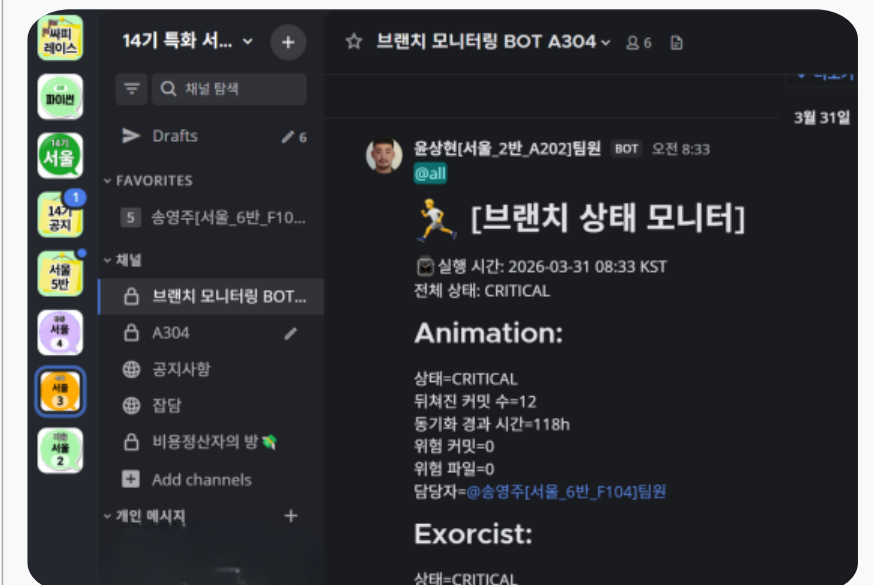 싸피
레이스
파이썬
14기
서울
1
14기
공지
서울
5반
서울
4
서울
3
서울
2
14기 특화 서...
채널 탐색
Drafts
6
FAVORITES
5 송영주[서울_6반_F10...
채널
브랜치 모니터링 BOT...
A304
공지사항
잡담
비용정산자의 방
Add channels
개인 메시지
브랜치 모니터링 BOT A304
6
3월 31일
윤상현[서울_2반_A202]팀원 BOT 오전 8:33
@all
[브랜치 상태 모니터]
실행 시간: 2026-03-31 08:33 KST
전체 상태: CRITICAL
Animation:
상태=CRITICAL
뒤쳐진 커밋 수=12
동기화 경과 시간=118h
위험 커밋=0
위험 파일=0
담당자=@송영주[서울_6반_F104]팀원
Exorcist:
상태=CRITICAL